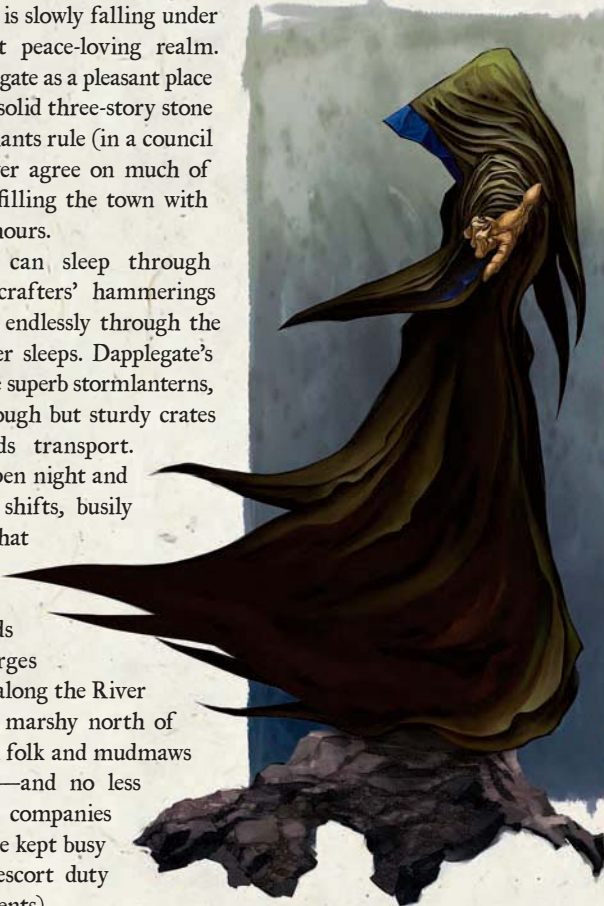 is slowly falling under
t peace-loving realm.
gate as a pleasant place
solid three-story stone
ants rule (in a council
er agree on much of
filling the town with
hours.
can sleep through
crafters' hammerings
endlessly through the
er sleeps. Dapplegate's
e superb stormlanterns,
ough but sturdy crates
ds transport.
pen night and
shifts, busily
hat
ds
rges
along the River
marshy north of
folk and mudmaws
—and no less
companies
e kept busy
escort duty
ents)